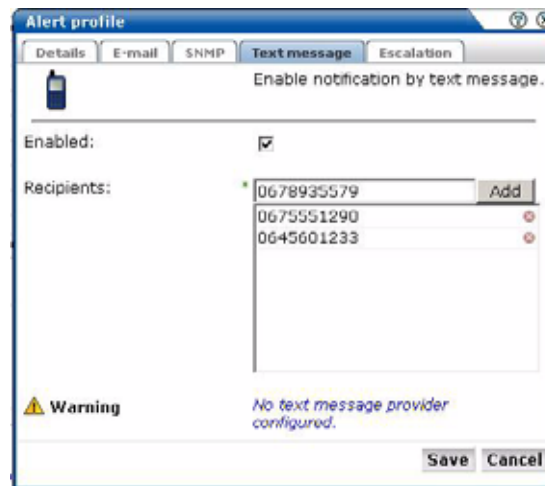 Alert profile
Details E-mail SNMP Text message Escalation
Enable notification by text message.
Enabled:
Recipients: * 0678935579 Add
0675551290
0645601233
Warning No text message provider
configured.
Save Cancel